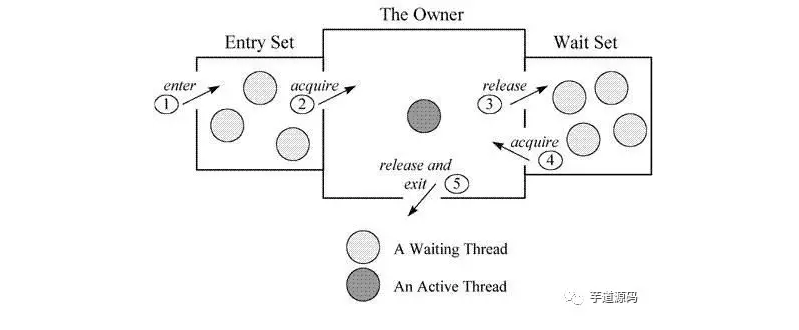 The Owner
Entry Set
Wait Set
enter
1
acquire
2
release
3
acquire
4
release and
exit
5
A Waiting Thread
An Active Thread
芋道源码